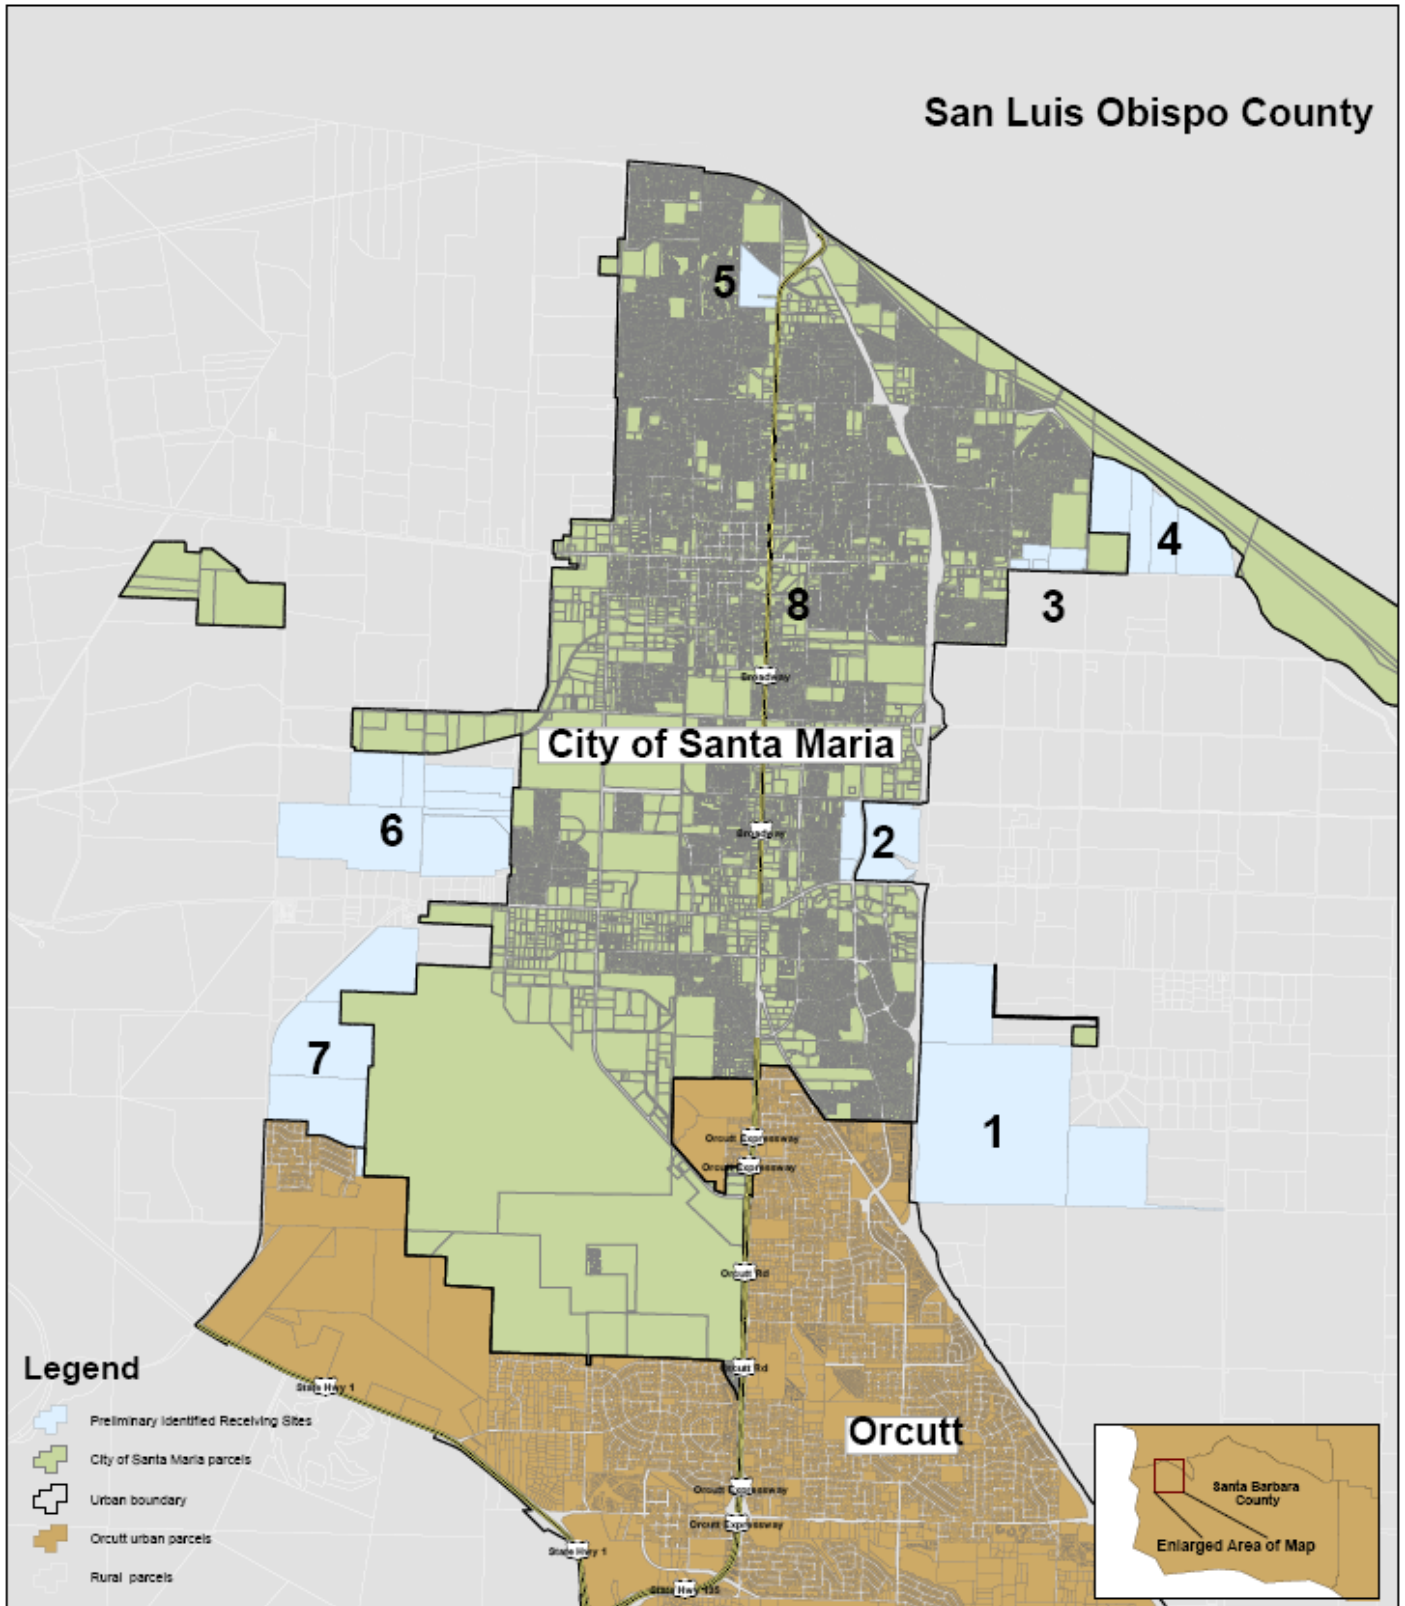 San Luis Obispo County
5
4
8
3
Broadway
City of Santa Maria
6
Broadway
2
7
1
Orcutt Expressway
Orcutt Expressway
Orcutt Rd
Orcutt Rd
State Hwy 1
Orcutt
Orcutt Expressway
Orcutt Expressway
State Hwy 1
State Hwy 135
Legend
Preliminary Identified Receiving Sites
City of Santa Maria parcels
Urban boundary
Orcutt urban parcels
Rural parcels
Santa Barbara
County
Enlarged Area of Map